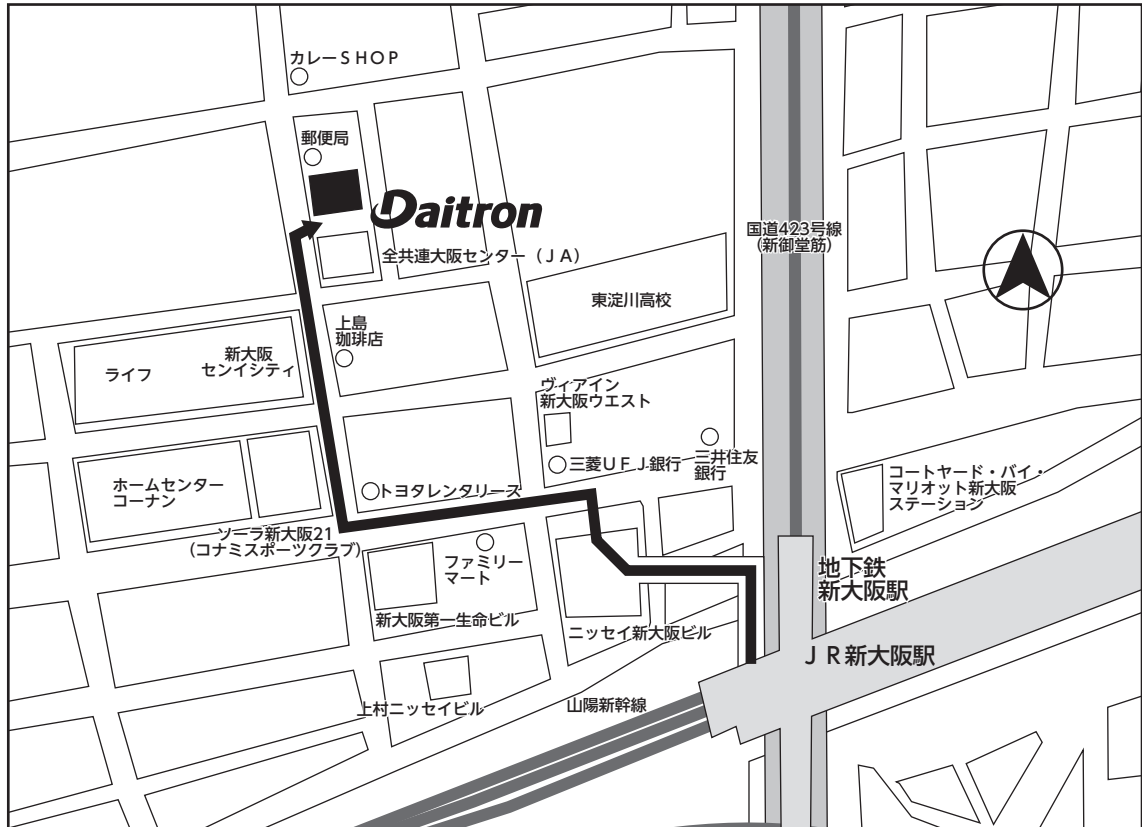 カレーＳＨＯＰ
郵便局
Daitron
全共連大阪センター（ＪＡ）
国道423号線
（新御堂筋）
東淀川高校
上島
珈琲店
新大阪
センイシティ
ライフ
ヴィアイン
新大阪ウエスト
三菱ＵＦＪ銀行
三井住友
銀行
コートヤード・バイ・
マリオット新大阪
ステーション
ホームセンター
コーナン
トヨタレンタリース
ソーラ新大阪21
（コナミスポーツクラブ）
ファミリー
マート
地下鉄
新大阪駅
新大阪第一生命ビル
ニッセイ新大阪ビル
ＪＲ新大阪駅
上村ニッセイビル
山陽新幹線